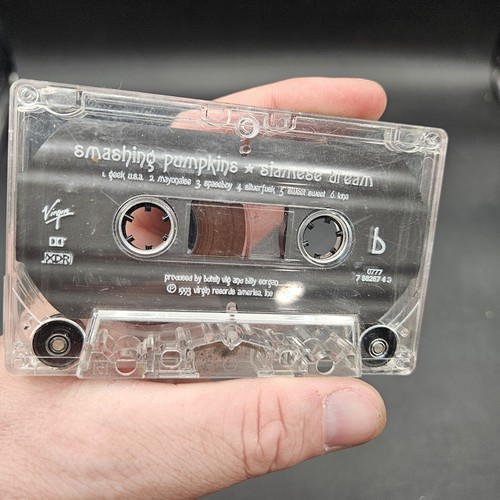 smashing pumpkins ★ siamese dream
1. geek u.s.a. 2 mayonaise 3 spaceboy 4 silverfuck 5 sweet sweet 6 luna
Virgin
XDR
b
0777
7 88267 4 3
produced by butch vig and billy corgan
℗ 1993 virgin records america, inc